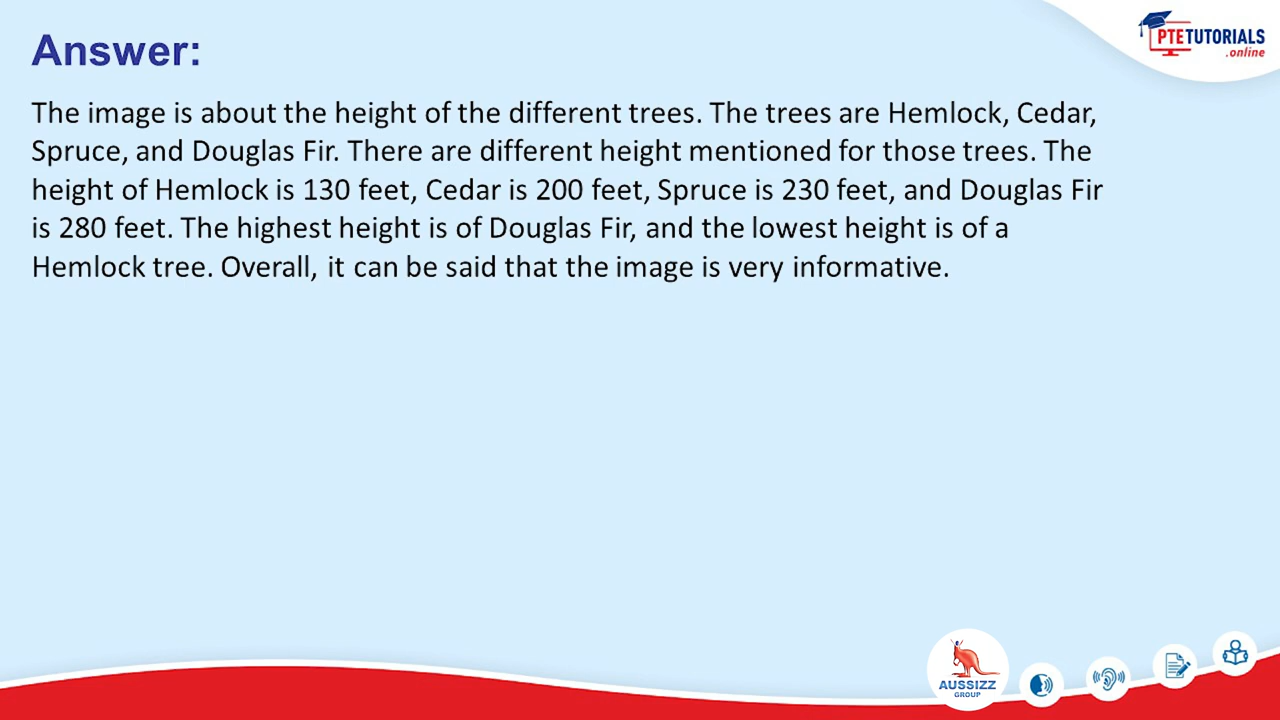 Answer:
PTETUTORIALS
.online
The image is about the height of the different trees. The trees are Hemlock, Cedar,
Spruce, and Douglas Fir. There are different height mentioned for those trees. The
height of Hemlock is 130 feet, Cedar is 200 feet, Spruce is 230 feet, and Douglas Fir
is 280 feet. The highest height is of Douglas Fir, and the lowest height is of a
Hemlock tree. Overall, it can be said that the image is very informative.
AUSSIZZ
GROUP